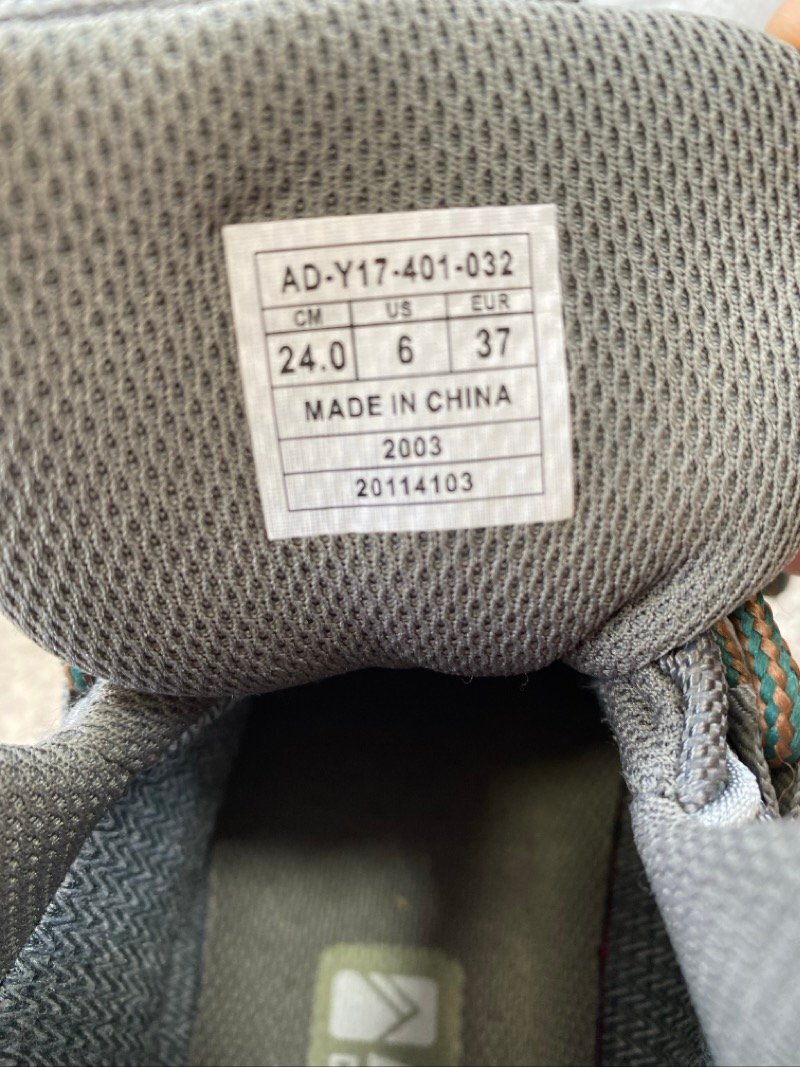 AD-Y17-401-032
CM US EUR
24.0 6 37
MADE IN CHINA
2003
20114103